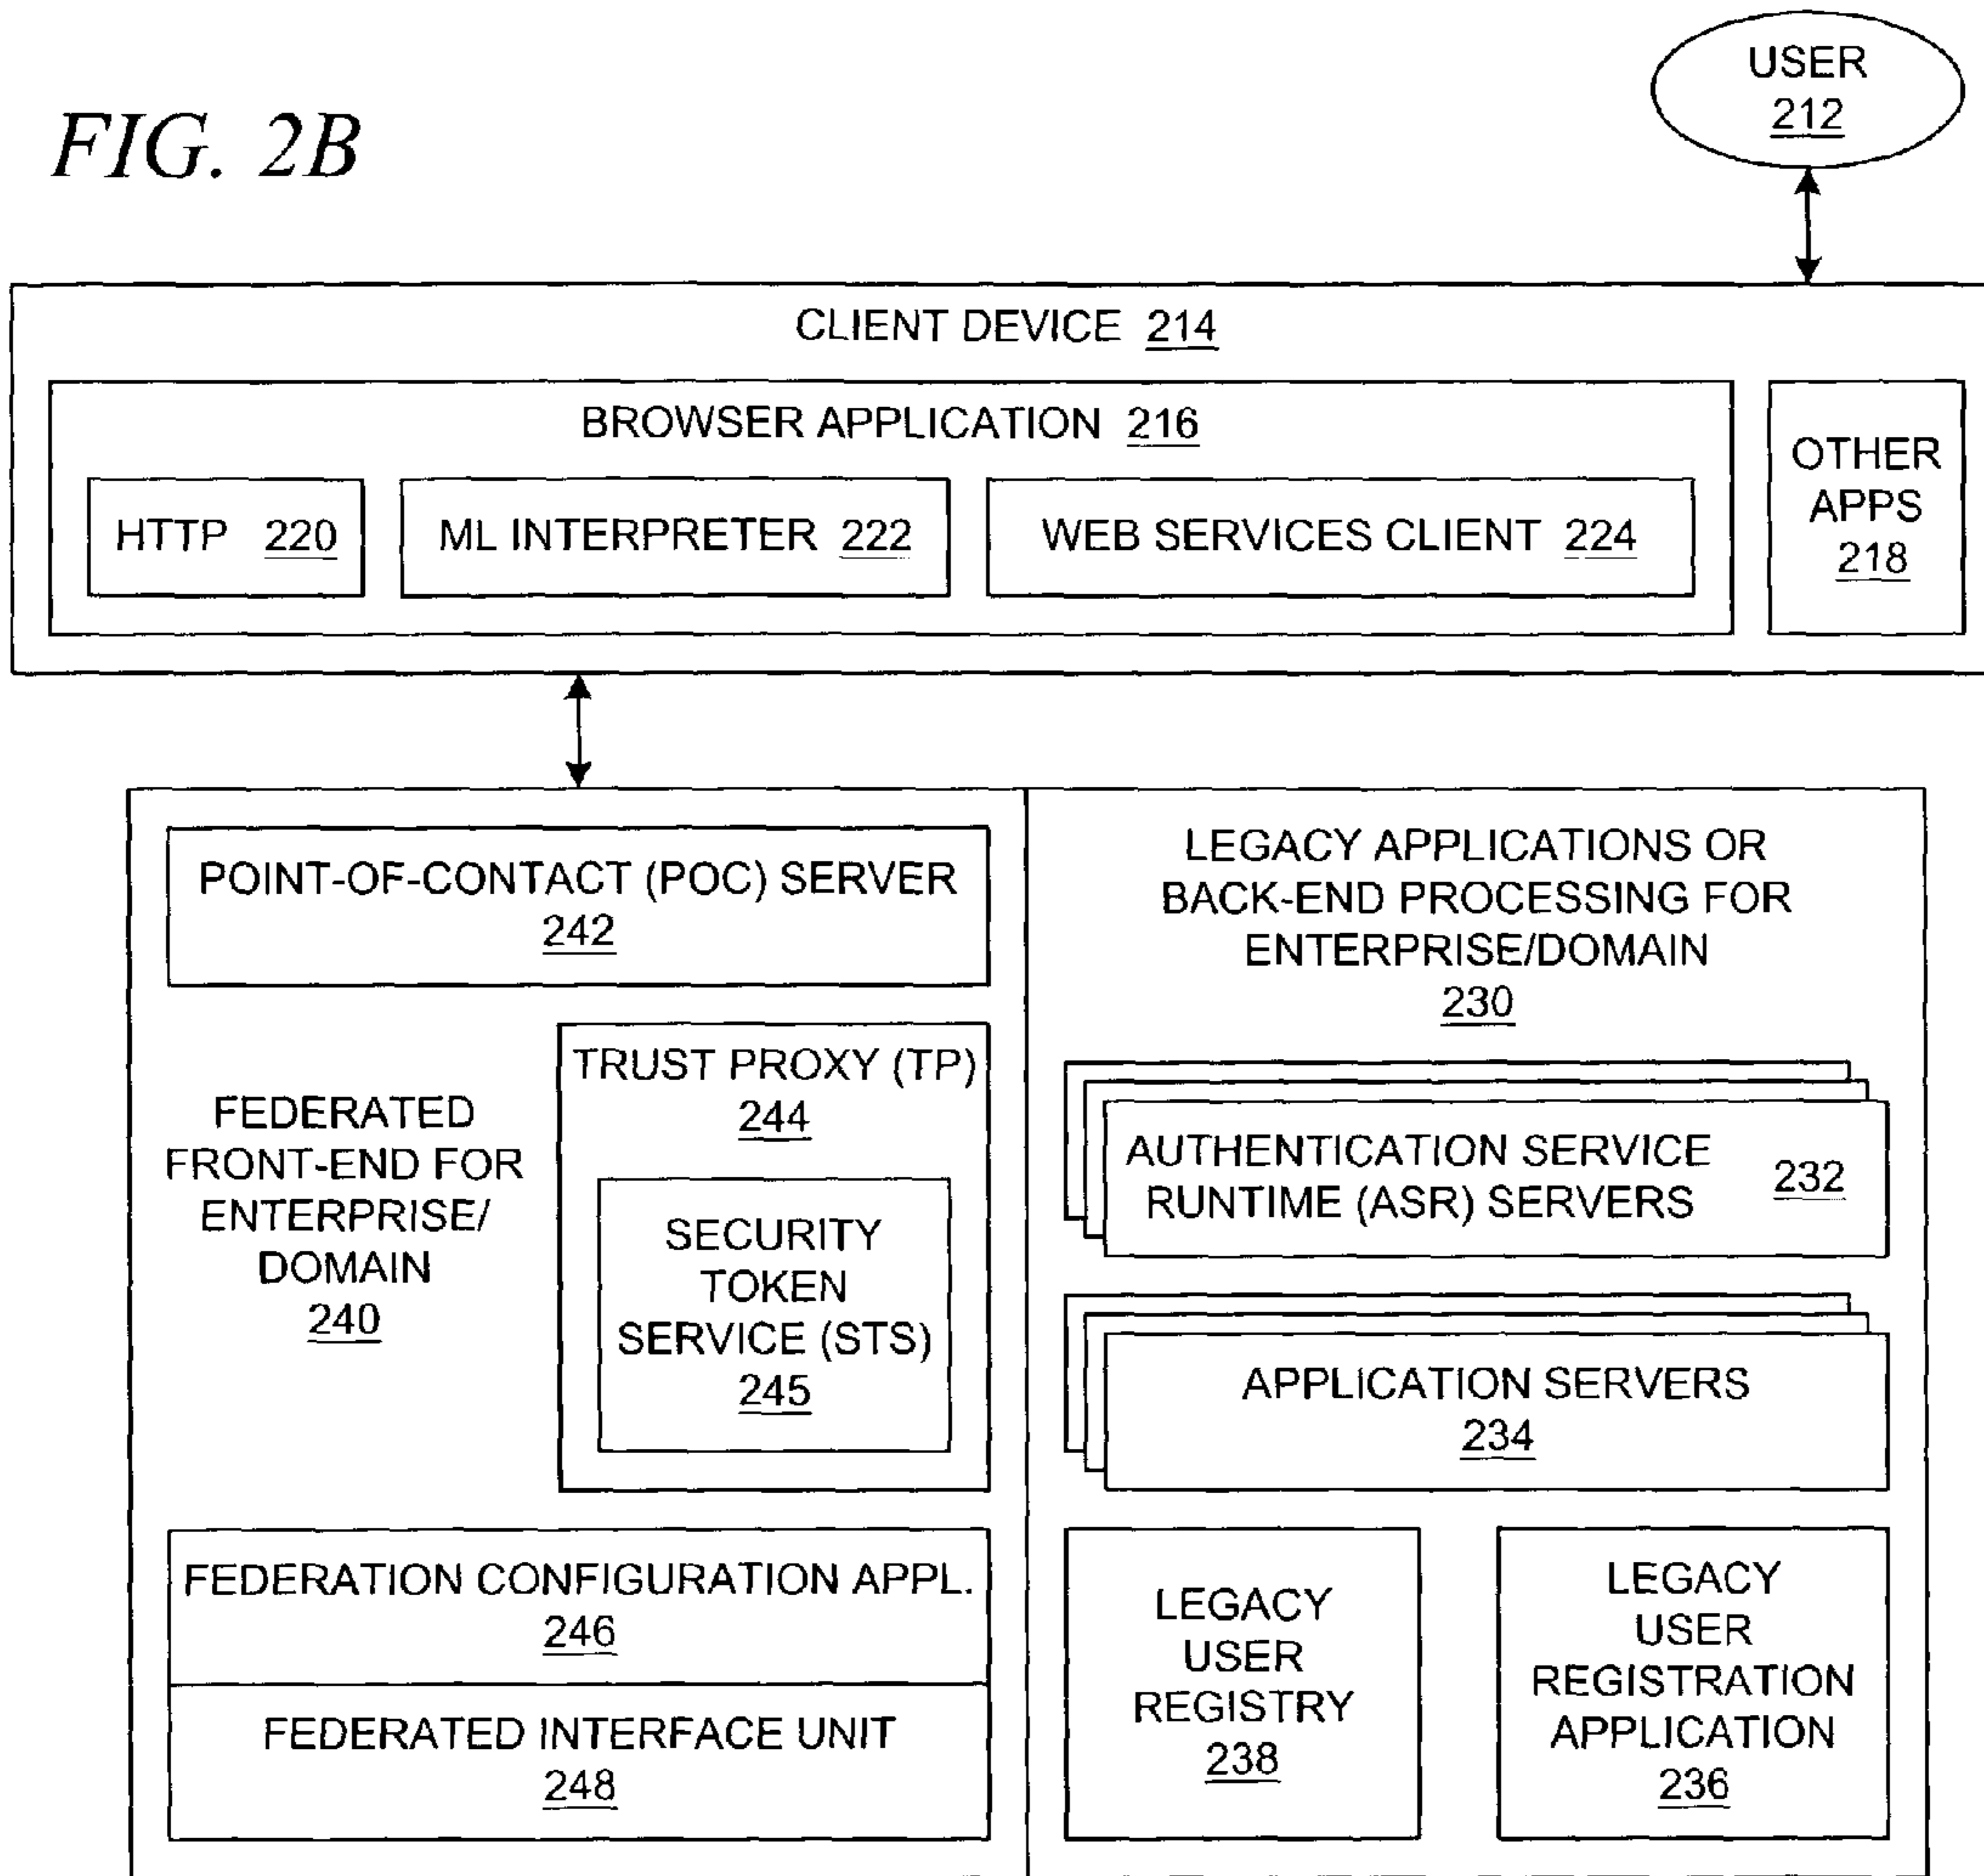 FIG. 2B
USER
212
CLIENT DEVICE 214
BROWSER APPLICATION 216
HTTP 220
ML INTERPRETER 222
WEB SERVICES CLIENT 224
OTHER
APPS
218
POINT-OF-CONTACT (POC) SERVER
242
FEDERATED
FRONT-END FOR
ENTERPRISE/
DOMAIN
240
TRUST PROXY (TP)
244
SECURITY
TOKEN
SERVICE (STS)
245
FEDERATION CONFIGURATION APPL.
246
FEDERATED INTERFACE UNIT
248
LEGACY APPLICATIONS OR
BACK-END PROCESSING FOR
ENTERPRISE/DOMAIN
230
AUTHENTICATION SERVICE
RUNTIME (ASR) SERVERS
232
APPLICATION SERVERS
234
LEGACY
USER
REGISTRY
238
LEGACY
USER
REGISTRATION
APPLICATION
236